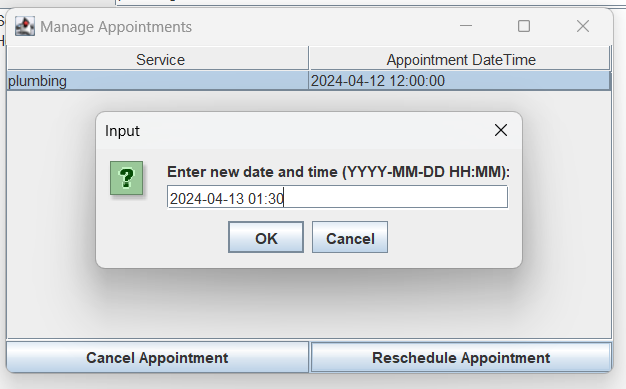 Manage Appointments
Service Appointment DateTime
plumbing 2024-04-12 12:00:00
Input
Enter new date and time (YYYY-MM-DD HH:MM):
2024-04-13 01:30
OK Cancel
Cancel Appointment Reschedule Appointment